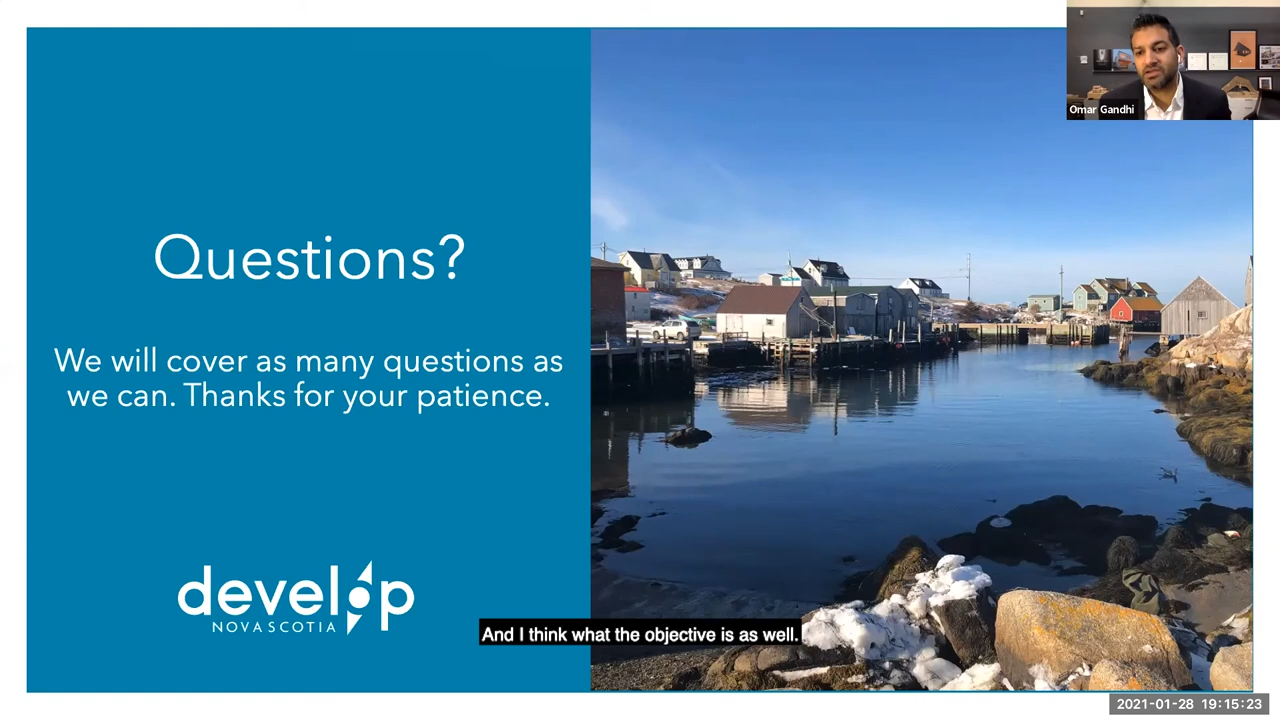 Omar Gandhi
Questions?
We will cover as many questions as
we can. Thanks for your patience.
develop
NOVA SCOTIA
And I think what the objective is as well.
2021-01-28 19:15:23